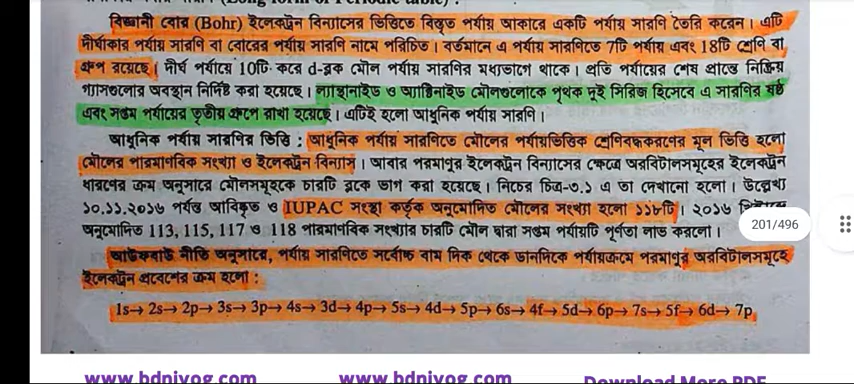 (Long form of Periodic table) :
বিজ্ঞানী বোর (Bohr) ইলেকট্রন বিন্যাসের ভিত্তিতে বিস্তৃত পর্যায় আকারে একটি পর্যায় সারণি তৈরি করেন। এটি
দীর্ঘাকার পর্যায় সারণি বা বোরের পর্যায় সারণি নামে পরিচিত। বর্তমানে এ পর্যায় সারণিতে 7টি পর্যায় এবং 18টি শ্রেণি বা
গ্রুপ রয়েছে। দীর্ঘ পর্যায়ে 10টি করে d-ব্লক মৌল পর্যায় সারণির মধ্যভাগে থাকে। প্রতি পর্যায়ের শেষ প্রান্তে নিষ্ক্রিয়
গ্যাসগুলোর অবস্থান নির্দিষ্ট করা হয়েছে। ল্যান্থানাইড ও অ্যাক্টিনাইড মৌলগুলোকে পৃথক দুই সিরিজ হিসেবে এ সারণির ষষ্ঠ
এবং সপ্তম পর্যায়ের তৃতীয় গ্রুপে রাখা হয়েছে। এটিই হলো আধুনিক পর্যায় সারণি।
আধুনিক পর্যায় সারণির ভিত্তি : আধুনিক পর্যায় সারণিতে মৌলের পর্যায়ভিত্তিক শ্রেণিবদ্ধকরণের মূল ভিত্তি হলো
মৌলের পারমাণবিক সংখ্যা ও ইলেকট্রন বিন্যাস। আবার পরমাণুর ইলেকট্রন বিন্যাসের ক্ষেত্রে অরবিটালসমূহের ইলেকট্রন
ধারণের ক্রম অনুসারে মৌলসমূহকে চারটি ব্লকে ভাগ করা হয়েছে। নিচের চিত্র-৩.১ এ তা দেখানো হলো। উল্লেখ্য
১০.১১.২০১৬ পর্যন্ত আবিষ্কৃত ও IUPAC সংস্থা কর্তৃক অনুমোদিত মৌলের সংখ্যা হলো ১১৮টি। ২০১৬
অনুমোদিত 113, 115, 117 ও 118 পারমাণবিক সংখ্যার চারটি মৌল দ্বারা সপ্তম পর্যায়টি পূর্ণতা লাভ করলো।
201/496
আউফবাউ নীতি অনুসারে, পর্যায় সারণিতে সর্বোচ্চ বাম দিক থেকে ডানদিকে পর্যায়ক্রমে পরমাণুর অরবিটালসমূহে
ইলেকট্রন প্রবেশের ক্রম হলো :
1s→ 2s→ 2p→ 3s→ 3p→ 4s→ 3d→ 4p→ 5s→ 4d→ 5p→ 6s→ 4f→ 5d→ 6p→ 7s→ 5f→ 6d→ 7p
www.bdniyog.com www.bdniyog.com Download More PDF